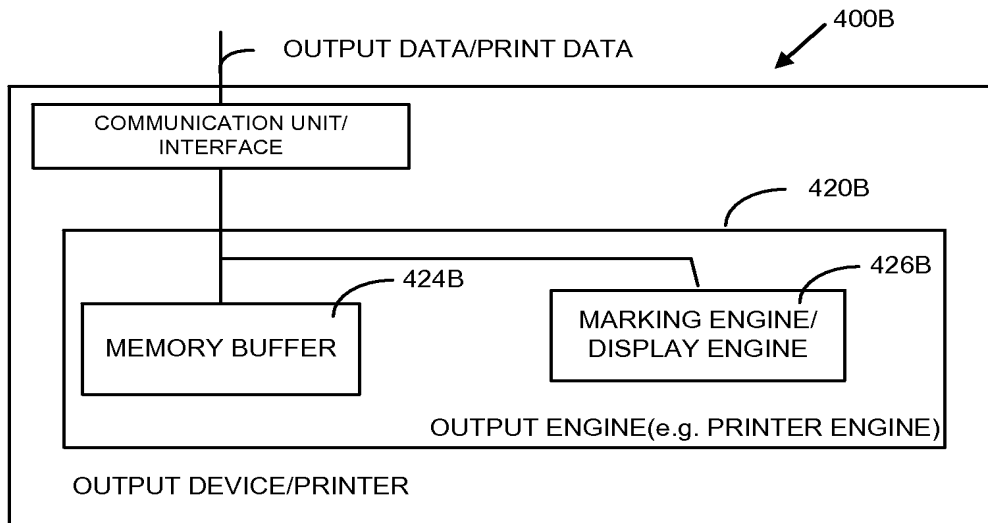 400B
OUTPUT DATA/PRINT DATA
COMMUNICATION UNIT/
INTERFACE
420B
424B
426B
MEMORY BUFFER
MARKING ENGINE/
DISPLAY ENGINE
OUTPUT ENGINE(e.g. PRINTER ENGINE)
OUTPUT DEVICE/PRINTER